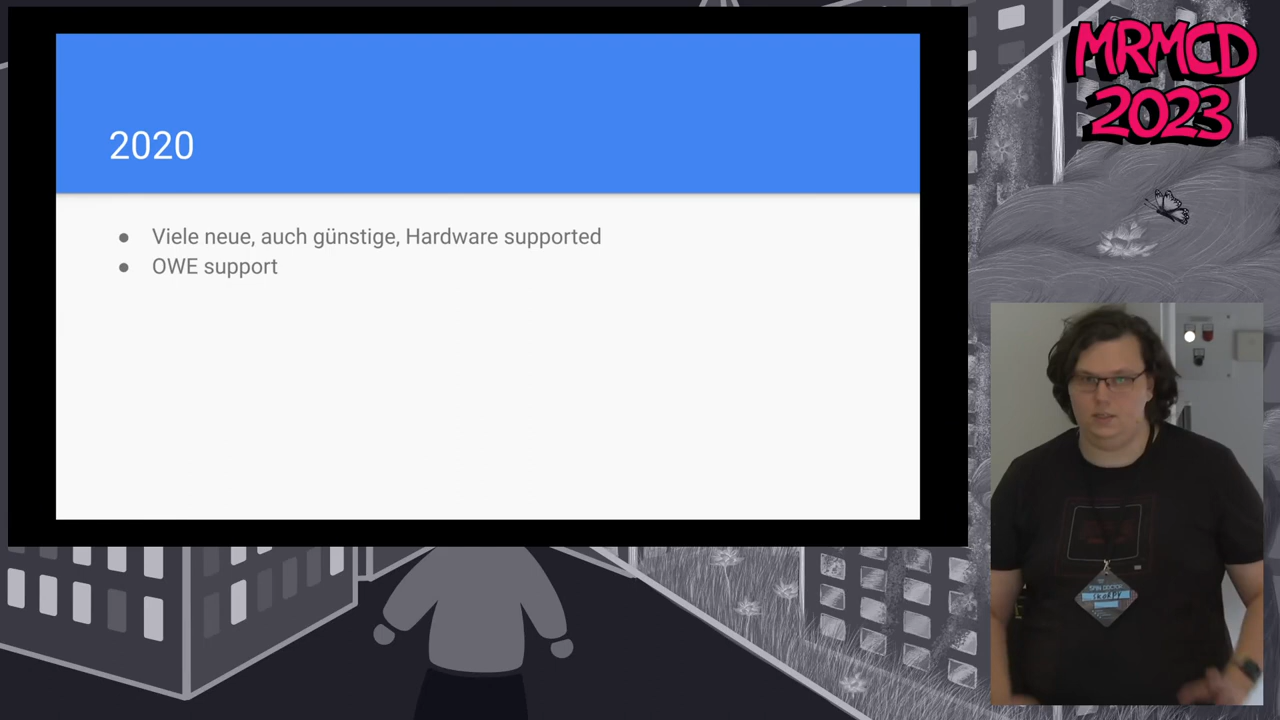 2020
● Viele neue, auch günstige, Hardware supported
● OWE support
MRMCD
2023